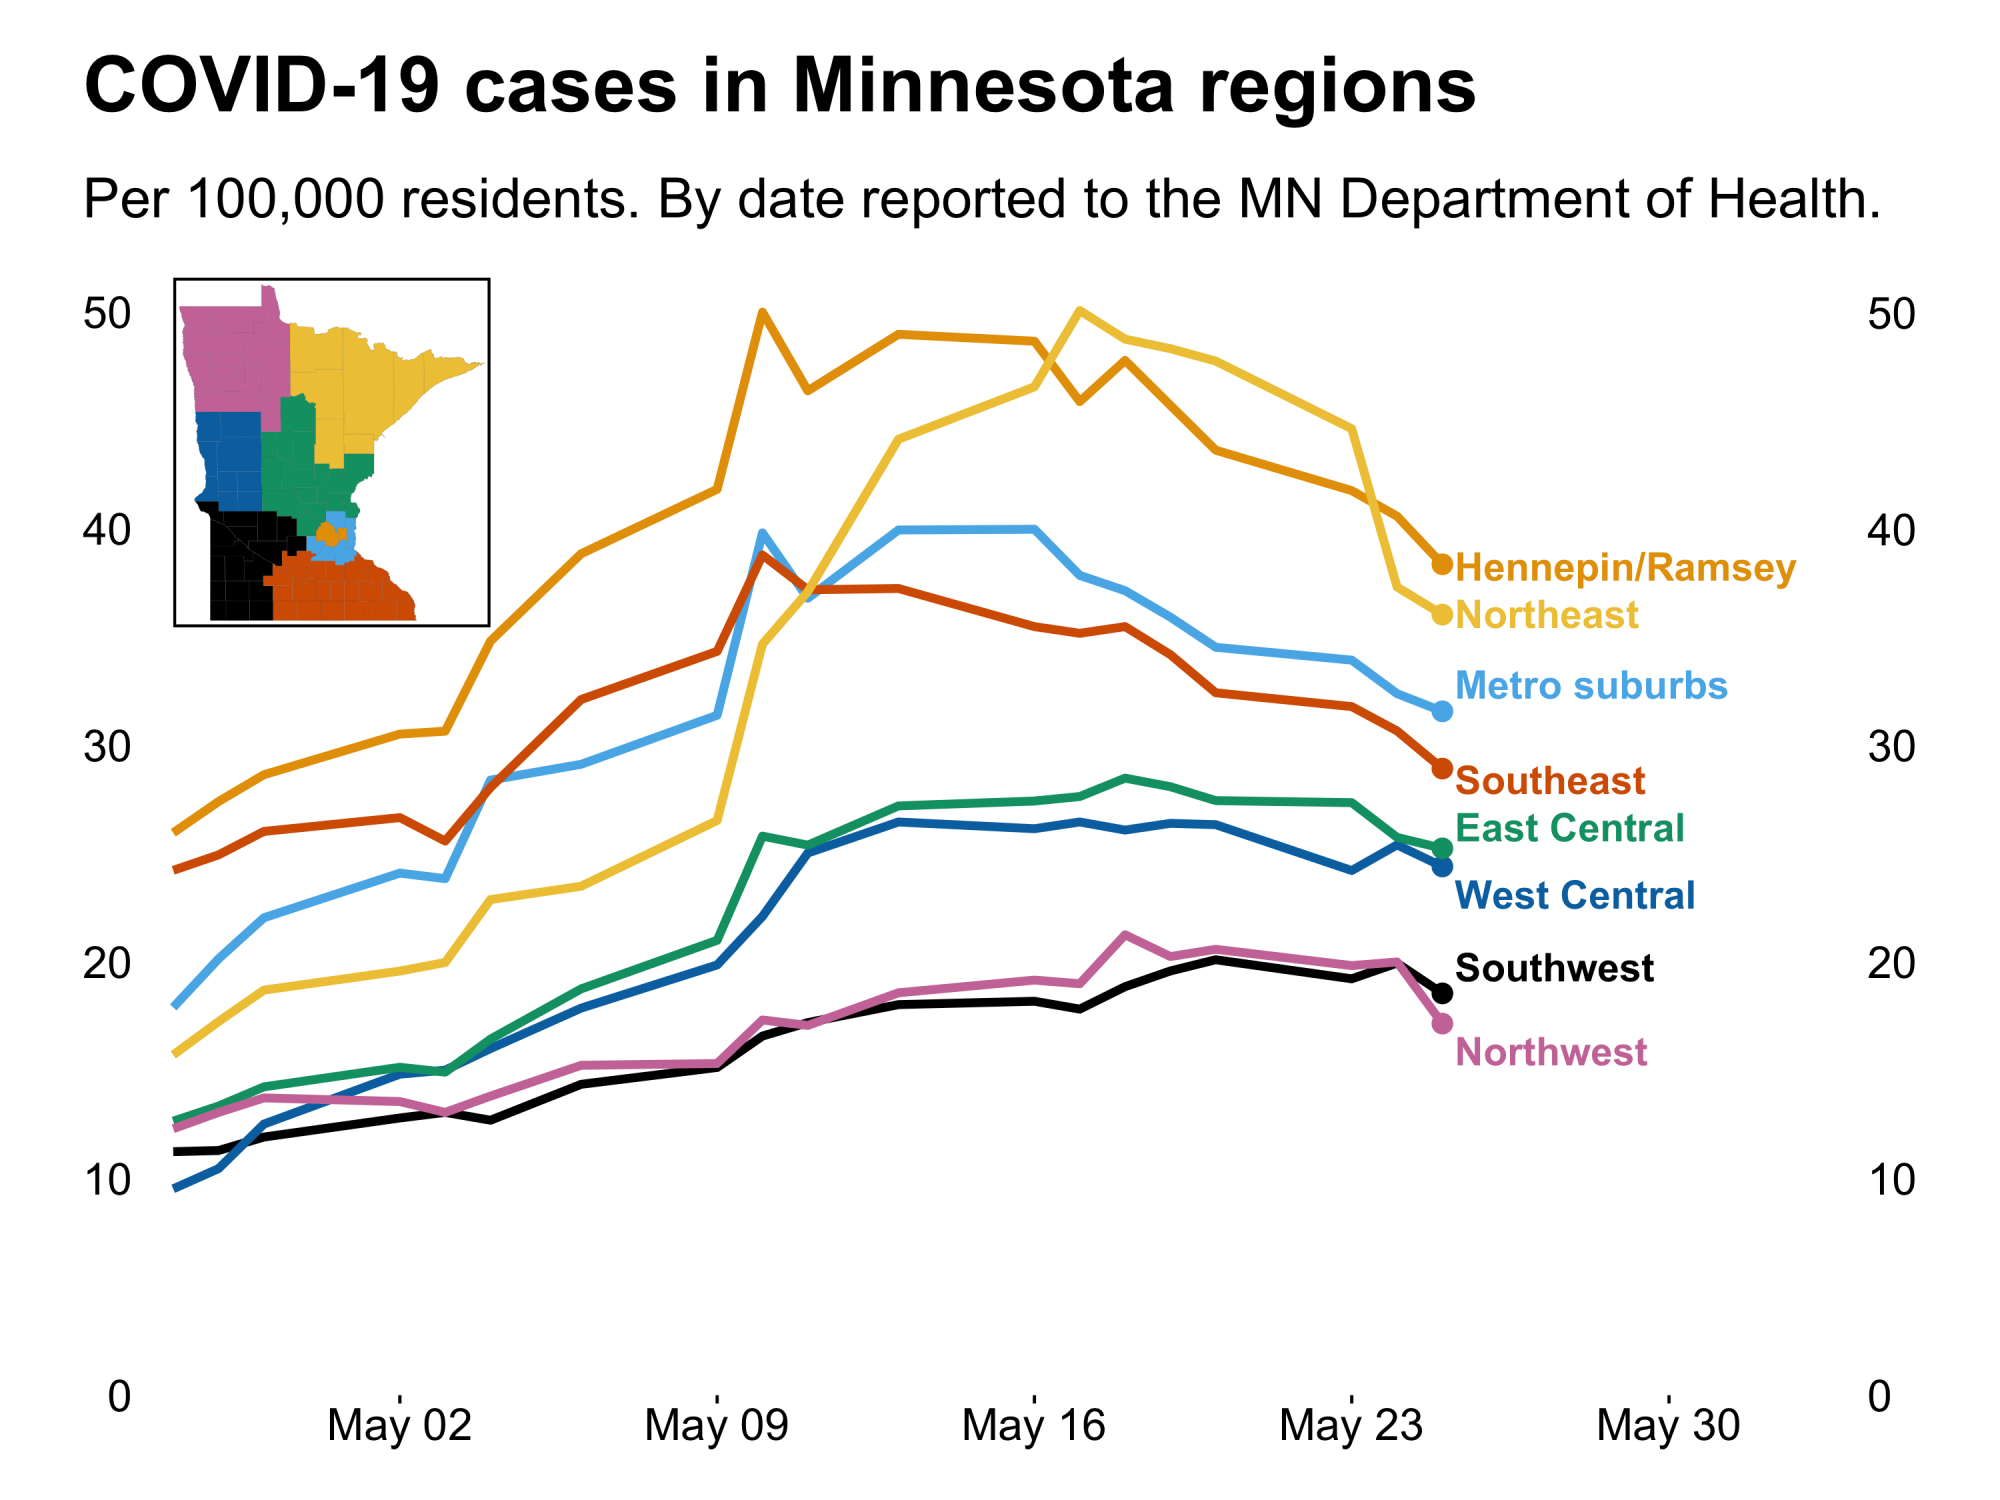 COVID-19 cases in Minnesota regions
Per 100,000 residents. By date reported to the MN Department of Health.
50
50
40
40
Hennepin/Ramsey
Northeast
Metro suburbs
30
30
Southeast
East Central
West Central
20
20
Southwest
Northwest
10
10
0
0
May 02
May 09
May 16
May 23
May 30